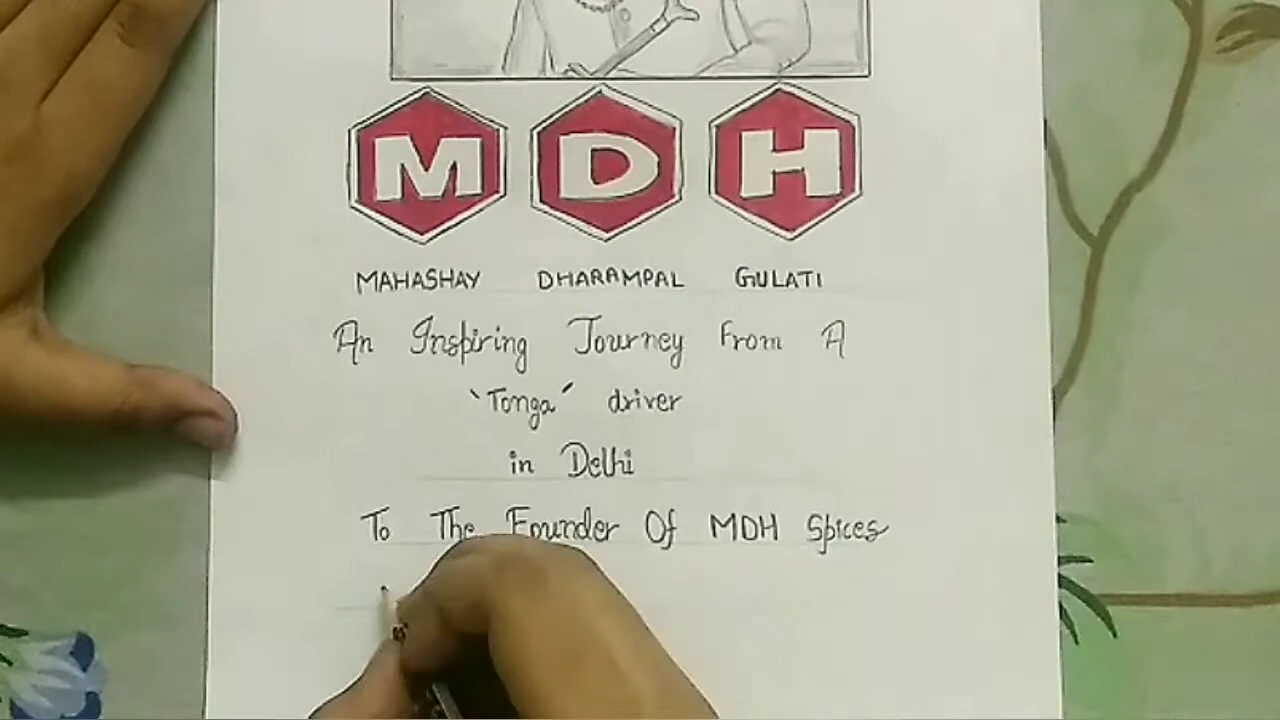 M D H
MAHASHAY DHARAMPAL GULATI
An Inspiring Journey From A
'Tonga' driver
in Delhi
To The Founder Of MDH Spices